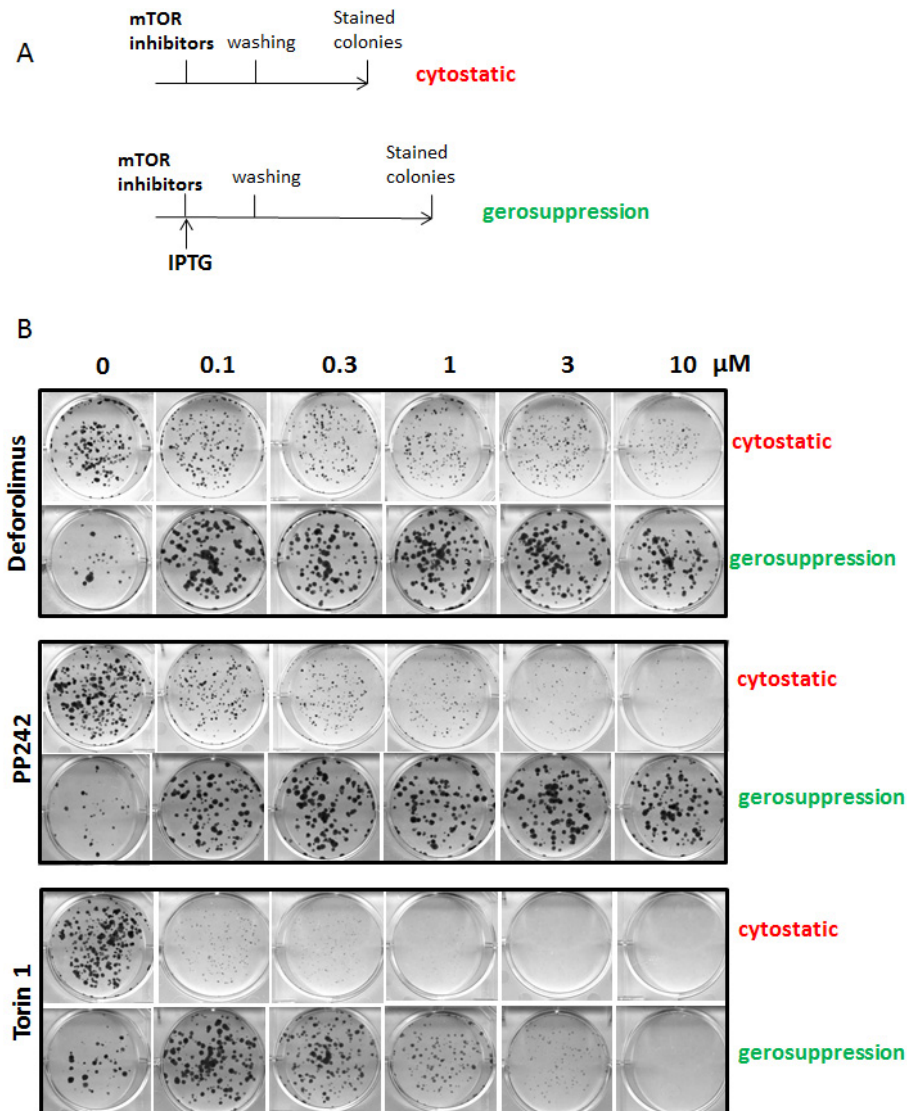 A
mTOR inhibitors
washing
Stained colonies
cytostatic
mTOR inhibitors
washing
Stained colonies
gerosuppression
IPTG
B
0 0.1 0.3 1 3 10 μM
Deforolimus
cytostatic
gerosuppression
PP242
cytostatic
gerosuppression
Torin 1
cytostatic
gerosuppression